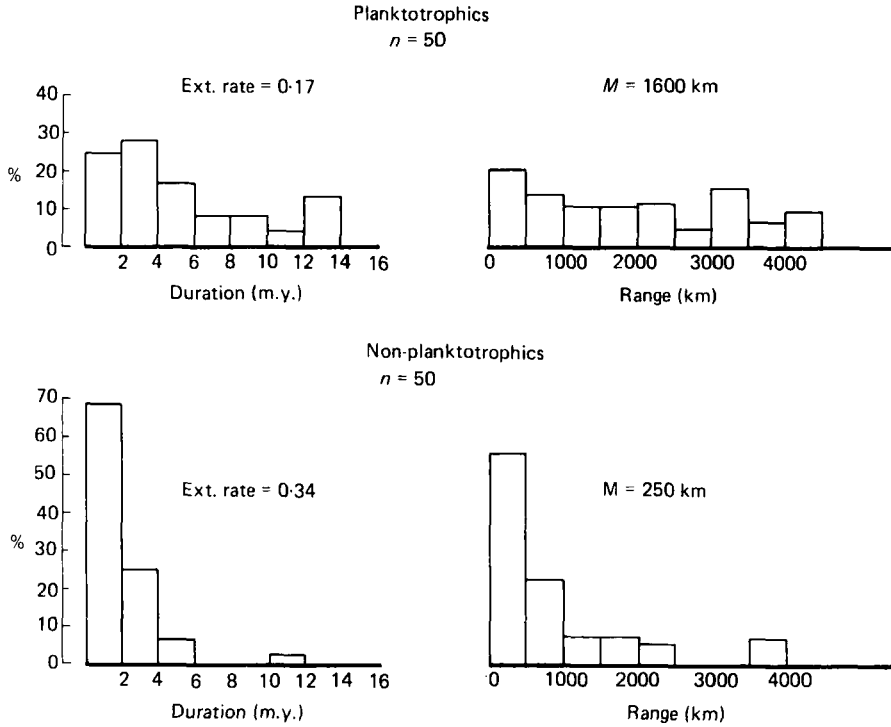 Planktotrophics
n = 50
Ext. rate = 0·17
M = 1600 km
40
30
%
20
10
0
2 4 6 8 10 12 14 16
Duration (m.y.)
0 1000 2000 3000 4000
Range (km)
Non-planktotrophics
n = 50
70
60
50
Ext. rate = 0·34
M = 250 km
40
%
30
20
10
0
2 4 6 8 10 12 14 16
Duration (m.y.)
0 1000 2000 3000 4000
Range (km)